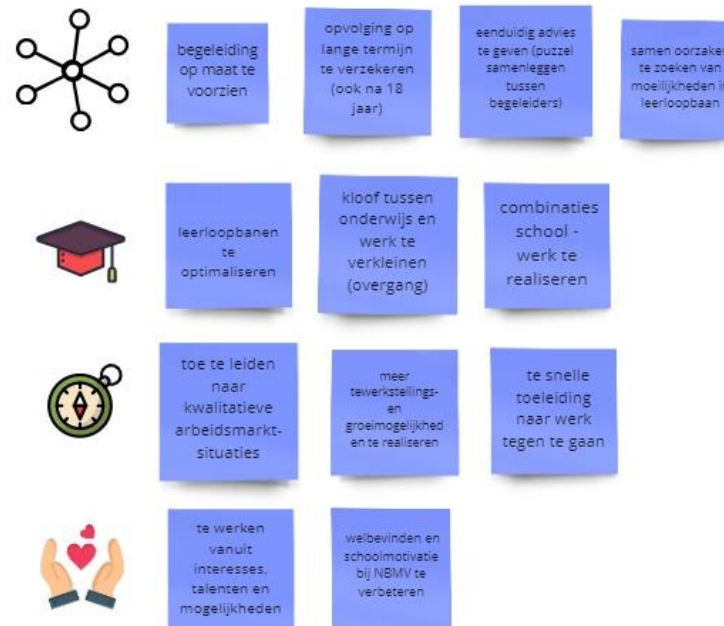 begeleiding
op maat te
voorzien
opvolging op
lange termijn
te verzekeren
(ook na 18
jaar)
eenduidig advies
te geven (puzzel
samenleggen
tussen
begeleiders)
samen oorzaken
te zoeken van
moeilijkheden in
leerloopbaan
leerloopbanen
te
optimaliseren
kloof tussen
onderwijs en
werk te
verkleinen
(overgang)
combinaties
school -
werk te
realiseren
toe te leiden
naar
kwalitatieve
arbeidsmarkt-
situaties
meer
tewerkstellings-
en
groeimogelijkhed
en te realiseren
te snelle
toeleiding
naar werk
tegen te gaan
te werken
vanuit
interesses,
talenten en
mogelijkheden
welbevinden en
schoolmotivatie
bij NBMV te
verbeteren